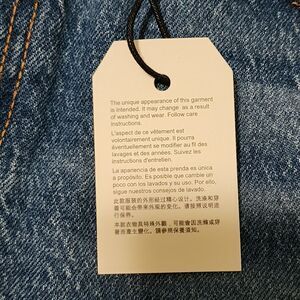 The unique appearance of this garment
is intended. It may change as a result
of washing and wear. Follow care
instructions.
L'aspect de ce vêtement est
volontairement unique. Il pourra
éventuellement se modifier au fil des
lavages et des années. Suivez les
instructions d'entretien.
La apariencia de esta prenda es única
a propósito. Es posible que cambie un
poco con los lavados y su uso. Por ello,
sigue nuestros consejos de lavado.
此款服装的外形经过精心设计。洗涤和穿
着可能会带来外观的变化。请按照说明进
行保养。
本款衣物具特殊外觀，可能會因洗滌或穿
著而產生變化。請參照保養須知。